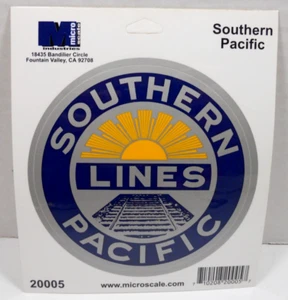 micro
scale
industries
18435 Bandilier Circle
Fountain Valley, CA 92708
Southern
Pacific
SOUTHERN
LINES
PACIFIC
20005
www.microscale.com